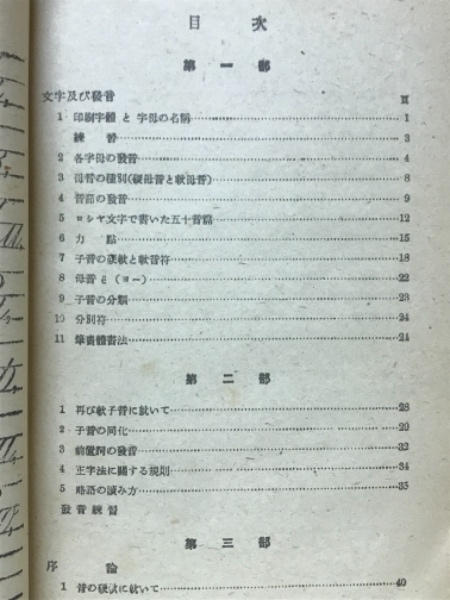 目次
第一部
文字及び發音 頁
1 印刷字體と字母の名稱 1
練習 3
2 各字母の發音 4
3 母音の種別(硬母音と軟母音) 8
4 音節の發音 9
5 ロシヤ文字で書いた五十音 12
6 力點 15
7 子音の硬軟と軟音符 18
8 母音 ё (ヨー) 22
9 子音の分類 23
10 分別符 24
11 筆書體書法 24
第二部
1 再び軟子音に就いて 28
2 子音の同化 29
3 前置詞の發音 32
4 正字法に關する規則 34
5 略語の讀み方 35
發音練習
第三部
序論
1 音の硬軟に就いて 40